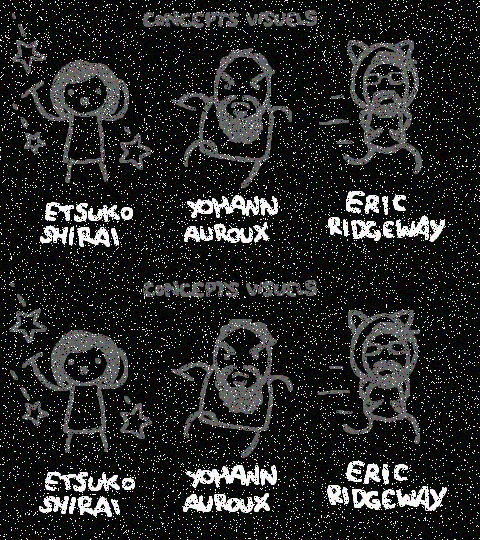 CONCEPTS VISUELS
ETSUKO SHIRAI
YOHANN AUROUX
ERIC RIDGEWAY
CONCEPTS VISUELS
ETSUKO SHIRAI
YOHANN AUROUX
ERIC RIDGEWAY